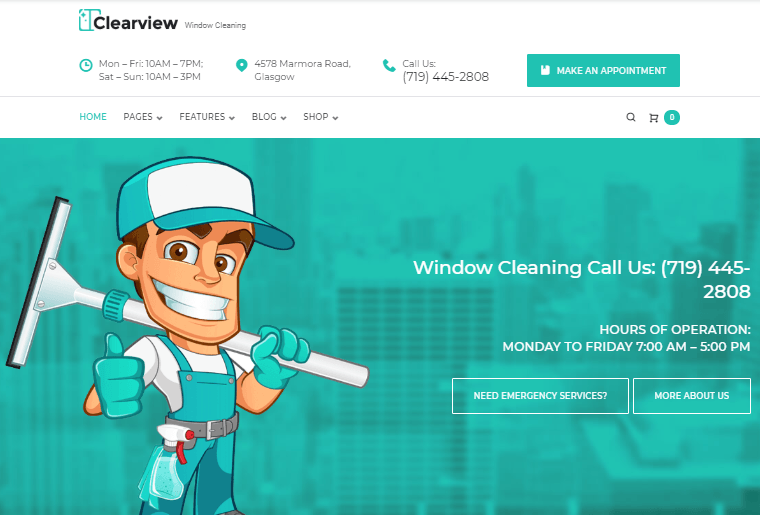 Clearview Window Cleaning
Mon – Fri: 10AM – 7PM;
Sat – Sun: 10AM – 3PM
4578 Marmora Road,
Glasgow
Call Us:
(719) 445-2808
MAKE AN APPOINTMENT
HOME PAGES FEATURES BLOG SHOP
0
Window Cleaning Call Us: (719) 445-
2808
HOURS OF OPERATION:
MONDAY TO FRIDAY 7:00 AM – 5:00 PM
NEED EMERGENCY SERVICES? MORE ABOUT US